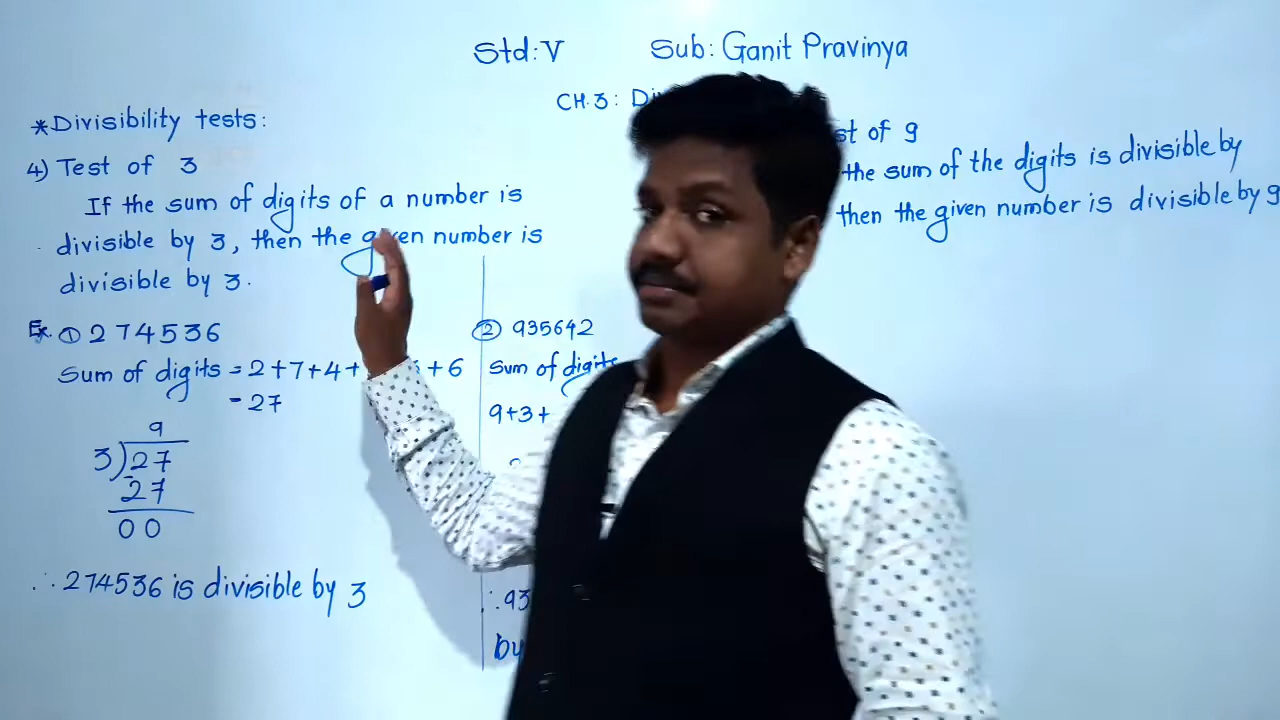 Std: V Sub: Ganit Pravinya
CH. 3:
*Divisibility tests:
4) Test of 3
If the sum of digits of a number is
divisible by 3, then the given number is
divisible by 3.
Ex. ① 274536
Sum of digits = 2+7+4+ +6
= 27
9
3)27
27
00
∴ 274536 is divisible by 3
② 935642
Sum of digits
9+3+
∴ 93
by
of 9
the sum of the digits is divisible by
then the given number is divisible by 9